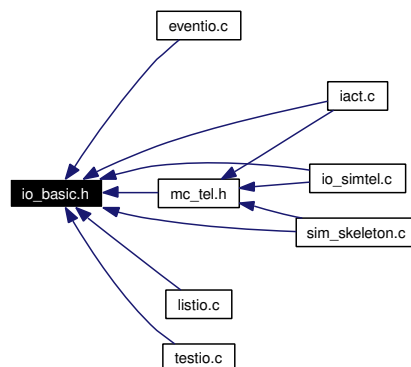 eventio.c
iact.c
io_basic.h
mc_tel.h
io_simtel.c
sim_skeleton.c
listio.c
testio.c